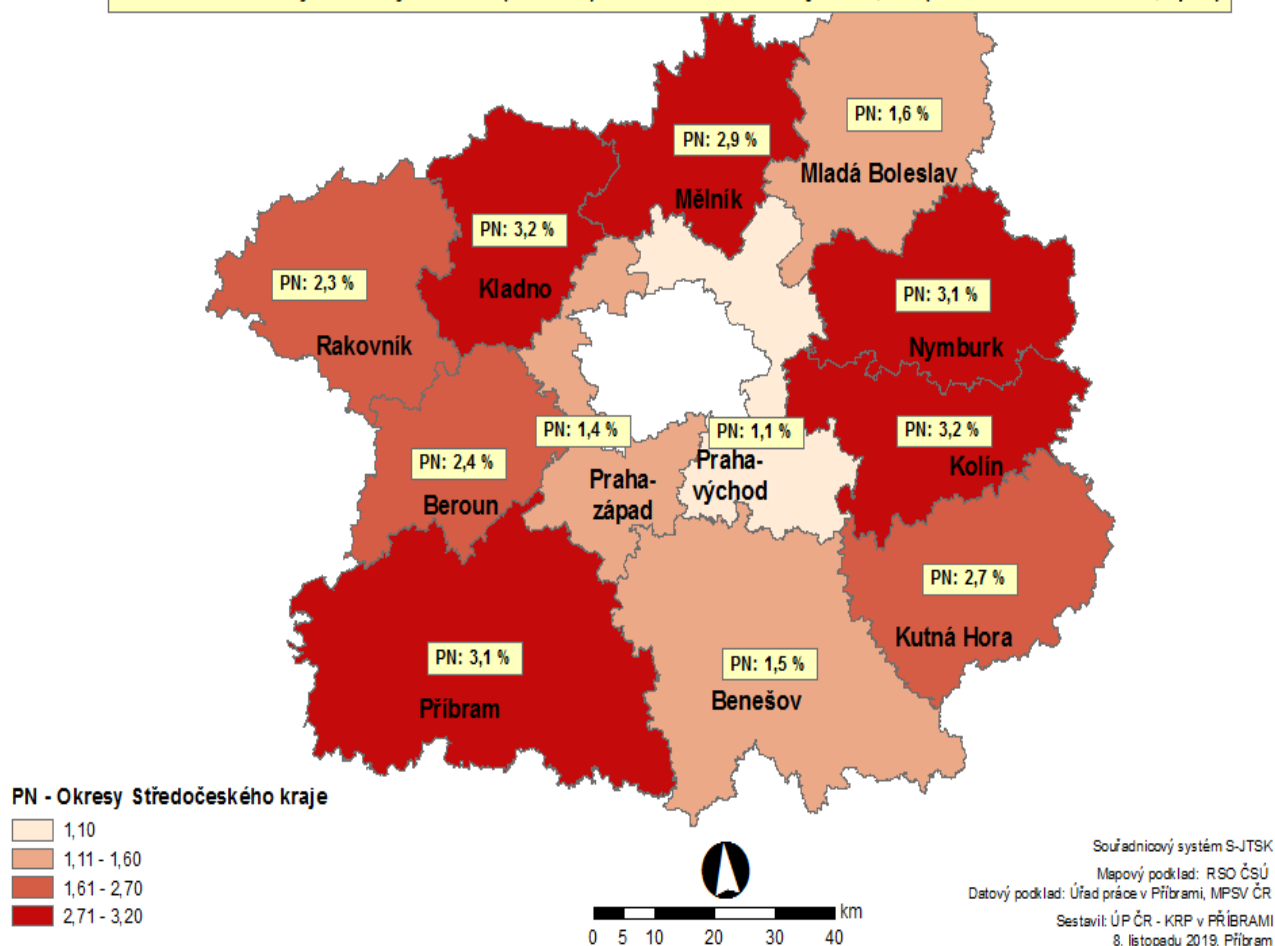 PN: 1,6 %
Mladá Boleslav
PN: 2,9 %
Mělník
PN: 3,2 %
Kladno
PN: 2,3 %
Rakovník
PN: 3,1 %
Nymburk
PN: 1,4 %
Praha-
západ
PN: 1,1 %
Praha-
východ
PN: 3,2 %
Kolín
PN: 2,4 %
Beroun
PN: 2,7 %
Kutná Hora
PN: 3,1 %
Příbram
PN: 1,5 %
Benešov
PN - Okresy Středočeského kraje
1,10
1,11 - 1,60
1,61 - 2,70
2,71 - 3,20
km
0 5 10 20 30 40
Souřadnicový systém S-JTSK
Mapový podklad: RSO ČSÚ
Datový podklad: Úřad práce v Příbrami, MPSV ČR
Sestavil: ÚP ČR - KRP v PŘÍBRAMI
8. listopadu 2019, Příbram